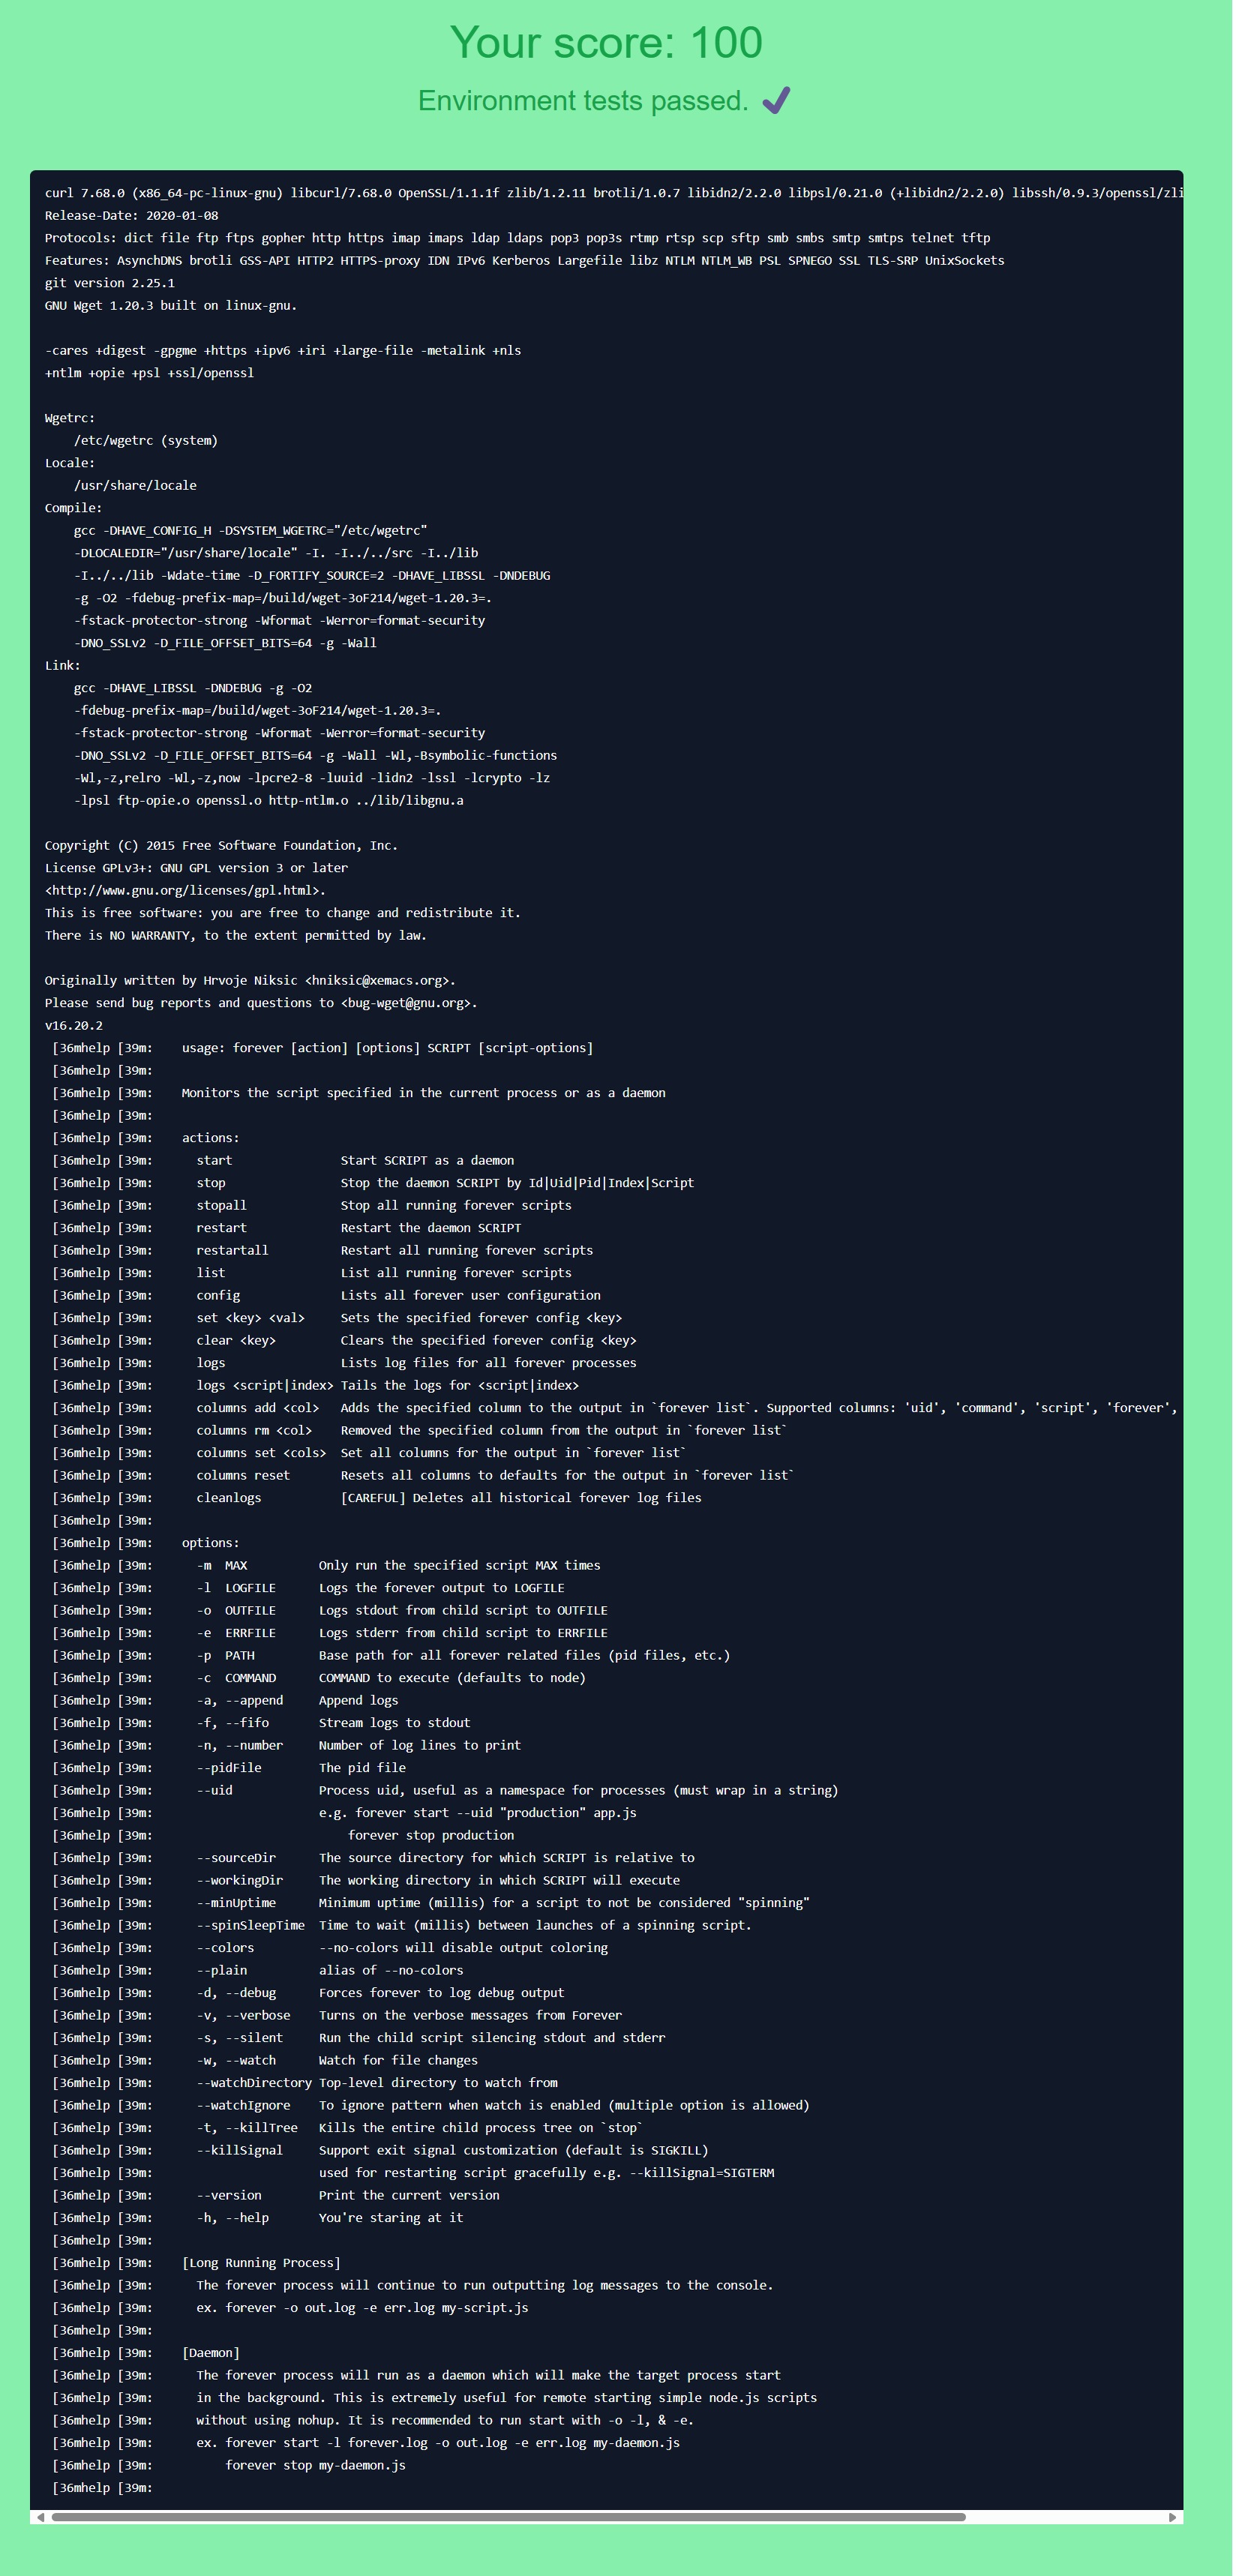 Your score: 100
Environment tests passed.
curl 7.68.0 (x86_64-pc-linux-gnu) libcurl/7.68.0 OpenSSL/1.1.1f zlib/1.2.11 brotli/1.0.7 libidn2/2.2.0 libpsl/0.21.0 (+libidn2/2.2.0) libssh/0.9.3/openssl/zli
Release-Date: 2020-01-08
Protocols: dict file ftp ftps gopher http https imap imaps ldap ldaps pop3 pop3s rtmp rtsp scp sftp smb smbs smtp smtps telnet tftp
Features: AsynchDNS brotli GSS-API HTTP2 HTTPS-proxy IDN IPv6 Kerberos Largefile libz NTLM NTLM_WB PSL SPNEGO SSL TLS-SRP UnixSockets
git version 2.25.1
GNU Wget 1.20.3 built on linux-gnu.

-cares +digest -gpgme +https +ipv6 +iri +large-file -metalink +nls
+ntlm +opie +psl +ssl/openssl

Wgetrc:
    /etc/wgetrc (system)
Locale:
    /usr/share/locale
Compile:
    gcc -DHAVE_CONFIG_H -DSYSTEM_WGETRC="/etc/wgetrc"
    -DLOCALEDIR="/usr/share/locale" -I. -I../../src -I../lib
    -I../../lib -Wdate-time -D_FORTIFY_SOURCE=2 -DHAVE_LIBSSL -DNDEBUG
    -g -O2 -fdebug-prefix-map=/build/wget-3oF214/wget-1.20.3=.
    -fstack-protector-strong -Wformat -Werror=format-security
    -DNO_SSLv2 -D_FILE_OFFSET_BITS=64 -g -Wall
Link:
    gcc -DHAVE_LIBSSL -DNDEBUG -g -O2
    -fdebug-prefix-map=/build/wget-3oF214/wget-1.20.3=.
    -fstack-protector-strong -Wformat -Werror=format-security
    -DNO_SSLv2 -D_FILE_OFFSET_BITS=64 -g -Wall -Wl,-Bsymbolic-functions
    -Wl,-z,relro -Wl,-z,now -lpcre2-8 -luuid -lidn2 -lssl -lcrypto -lz
    -lpsl ftp-opie.o openssl.o http-ntlm.o ../lib/libgnu.a

Copyright (C) 2015 Free Software Foundation, Inc.
License GPLv3+: GNU GPL version 3 or later
<http://www.gnu.org/licenses/gpl.html>.
This is free software: you are free to change and redistribute it.
There is NO WARRANTY, to the extent permitted by law.

Originally written by Hrvoje Niksic <hniksic@xemacs.org>.
Please send bug reports and questions to <bug-wget@gnu.org>.
v16.20.2
 [36mhelp [39m:    usage: forever [action] [options] SCRIPT [script-options]
 [36mhelp [39m:
 [36mhelp [39m:    Monitors the script specified in the current process or as a daemon
 [36mhelp [39m:
 [36mhelp [39m:    actions:
 [36mhelp [39m:      start               Start SCRIPT as a daemon
 [36mhelp [39m:      stop                Stop the daemon SCRIPT by Id|Uid|Pid|Index|Script
 [36mhelp [39m:      stopall             Stop all running forever scripts
 [36mhelp [39m:      restart             Restart the daemon SCRIPT
 [36mhelp [39m:      restartall          Restart all running forever scripts
 [36mhelp [39m:      list                List all running forever scripts
 [36mhelp [39m:      config              Lists all forever user configuration
 [36mhelp [39m:      set <key> <val>     Sets the specified forever config <key>
 [36mhelp [39m:      clear <key>         Clears the specified forever config <key>
 [36mhelp [39m:      logs                Lists log files for all forever processes
 [36mhelp [39m:      logs <script|index> Tails the logs for <script|index>
 [36mhelp [39m:      columns add <col>   Adds the specified column to the output in `forever list`. Supported columns: 'uid', 'command', 'script', 'forever',
 [36mhelp [39m:      columns rm <col>    Removed the specified column from the output in `forever list`
 [36mhelp [39m:      columns set <cols>  Set all columns for the output in `forever list`
 [36mhelp [39m:      columns reset       Resets all columns to defaults for the output in `forever list`
 [36mhelp [39m:      cleanlogs           [CAREFUL] Deletes all historical forever log files
 [36mhelp [39m:
 [36mhelp [39m:    options:
 [36mhelp [39m:      -m  MAX          Only run the specified script MAX times
 [36mhelp [39m:      -l  LOGFILE      Logs the forever output to LOGFILE
 [36mhelp [39m:      -o  OUTFILE      Logs stdout from child script to OUTFILE
 [36mhelp [39m:      -e  ERRFILE      Logs stderr from child script to ERRFILE
 [36mhelp [39m:      -p  PATH         Base path for all forever related files (pid files, etc.)
 [36mhelp [39m:      -c  COMMAND      COMMAND to execute (defaults to node)
 [36mhelp [39m:      -a, --append     Append logs
 [36mhelp [39m:      -f, --fifo       Stream logs to stdout
 [36mhelp [39m:      -n, --number     Number of log lines to print
 [36mhelp [39m:      --pidFile        The pid file
 [36mhelp [39m:      --uid            Process uid, useful as a namespace for processes (must wrap in a string)
 [36mhelp [39m:                       e.g. forever start --uid "production" app.js
 [36mhelp [39m:                           forever stop production
 [36mhelp [39m:      --sourceDir      The source directory for which SCRIPT is relative to
 [36mhelp [39m:      --workingDir     The working directory in which SCRIPT will execute
 [36mhelp [39m:      --minUptime      Minimum uptime (millis) for a script to not be considered "spinning"
 [36mhelp [39m:      --spinSleepTime  Time to wait (millis) between launches of a spinning script.
 [36mhelp [39m:      --colors         --no-colors will disable output coloring
 [36mhelp [39m:      --plain          alias of --no-colors
 [36mhelp [39m:      -d, --debug      Forces forever to log debug output
 [36mhelp [39m:      -v, --verbose    Turns on the verbose messages from Forever
 [36mhelp [39m:      -s, --silent     Run the child script silencing stdout and stderr
 [36mhelp [39m:      -w, --watch      Watch for file changes
 [36mhelp [39m:      --watchDirectory Top-level directory to watch from
 [36mhelp [39m:      --watchIgnore    To ignore pattern when watch is enabled (multiple option is allowed)
 [36mhelp [39m:      -t, --killTree   Kills the entire child process tree on `stop`
 [36mhelp [39m:      --killSignal     Support exit signal customization (default is SIGKILL)
 [36mhelp [39m:                       used for restarting script gracefully e.g. --killSignal=SIGTERM
 [36mhelp [39m:      --version        Print the current version
 [36mhelp [39m:      -h, --help       You're staring at it
 [36mhelp [39m:
 [36mhelp [39m:    [Long Running Process]
 [36mhelp [39m:      The forever process will continue to run outputting log messages to the console.
 [36mhelp [39m:      ex. forever -o out.log -e err.log my-script.js
 [36mhelp [39m:
 [36mhelp [39m:    [Daemon]
 [36mhelp [39m:      The forever process will run as a daemon which will make the target process start
 [36mhelp [39m:      in the background. This is extremely useful for remote starting simple node.js scripts
 [36mhelp [39m:      without using nohup. It is recommended to run start with -o -l, & -e.
 [36mhelp [39m:      ex. forever start -l forever.log -o out.log -e err.log my-daemon.js
 [36mhelp [39m:          forever stop my-daemon.js
 [36mhelp [39m: